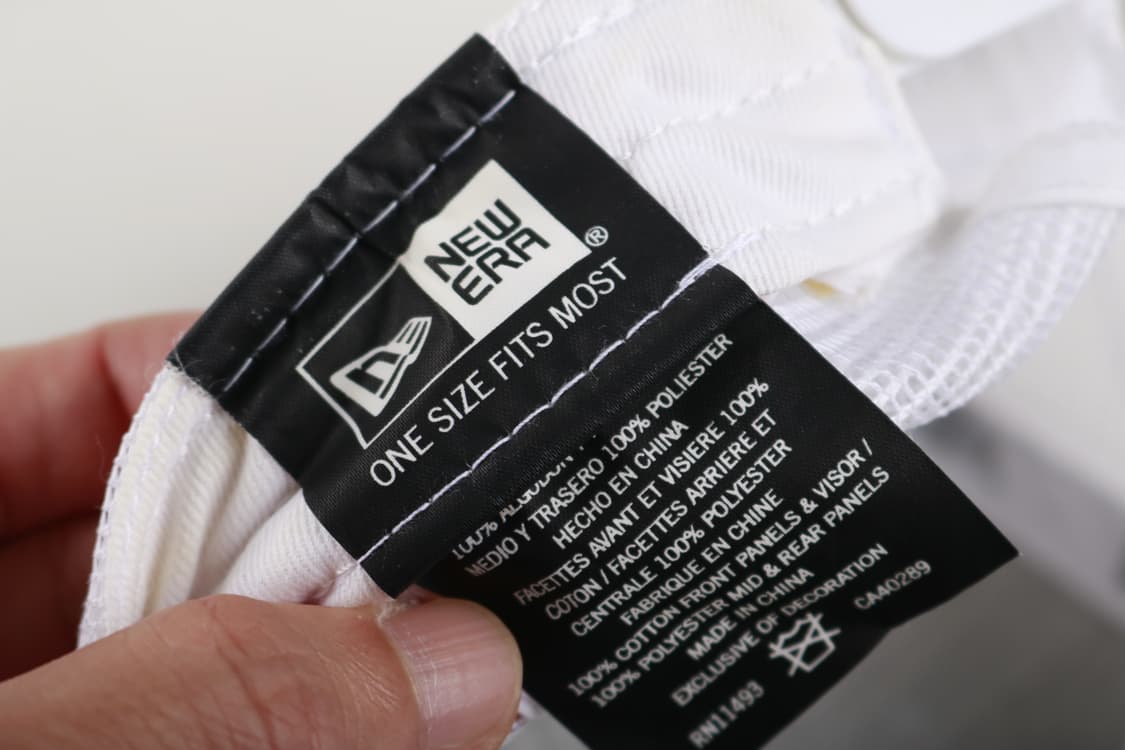 NEW
ERA®
ONE SIZE FITS MOST
100% ALGODON
MEDIO Y TRASERO 100% POLIESTER
HECHO EN CHINA
FACETTES AVANT ET VISIERE 100%
COTON / FACETTES ARRIERE ET
CENTRALE 100% POLYESTER
FABRIQUE EN CHINE
100% COTTON FRONT PANELS & VISOR /
100% POLYESTER MID & REAR PANELS
MADE IN CHINA
EXCLUSIVE OF DECORATION
RN11493 CA40289